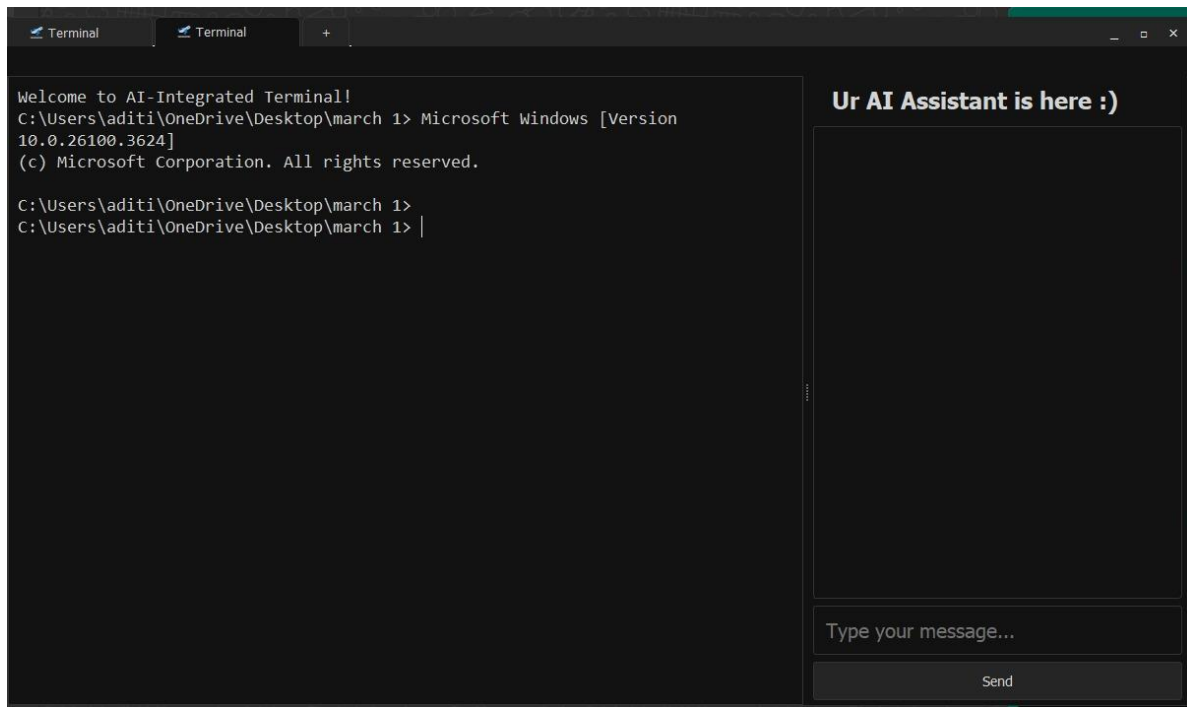 Terminal
Terminal
+
Welcome to AI-Integrated Terminal!
C:\Users\aditi\OneDrive\Desktop\march 1> Microsoft Windows [Version
10.0.26100.3624]
(c) Microsoft Corporation. All rights reserved.
C:\Users\aditi\OneDrive\Desktop\march 1>
C:\Users\aditi\OneDrive\Desktop\march 1>
Ur AI Assistant is here :)
Type your message...
Send